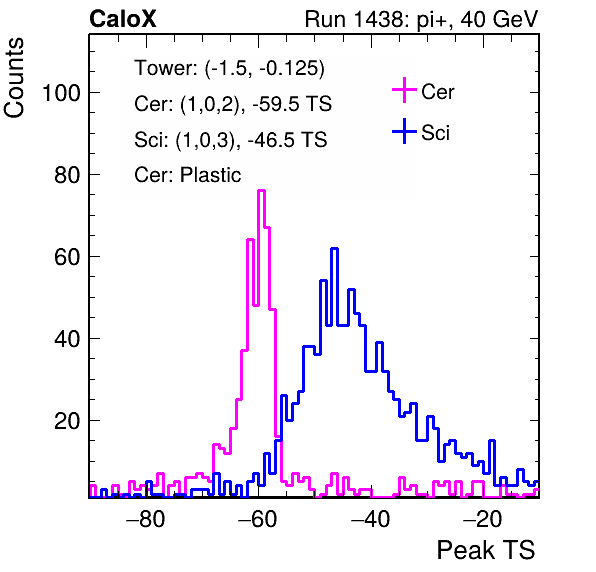 CaloX
Run 1438: pi+, 40 GeV
Counts
Tower: (-1.5, -0.125)
Cer: (1,0,2), -59.5 TS
Sci: (1,0,3), -46.5 TS
Cer: Plastic
Cer
Sci
100
80
60
40
20
−80
−60
−40
−20
Peak TS